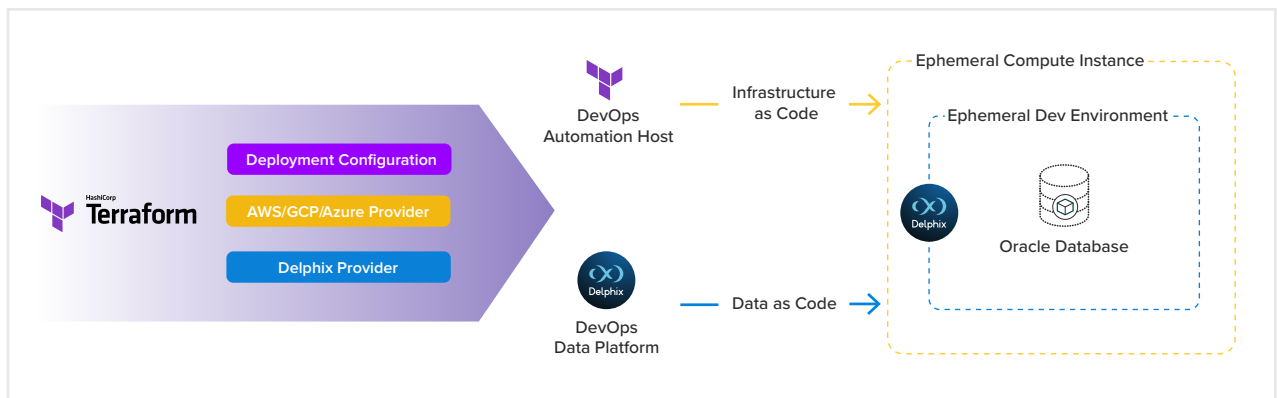 HashiCorp
Terraform
Deployment Configuration
AWS/GCP/Azure Provider
Delphix Provider
DevOps
Automation Host
Delphix
DevOps
Data Platform
Infrastructure
as Code
Data as Code
Ephemeral Compute Instance
Ephemeral Dev Environment
Delphix
Oracle Database